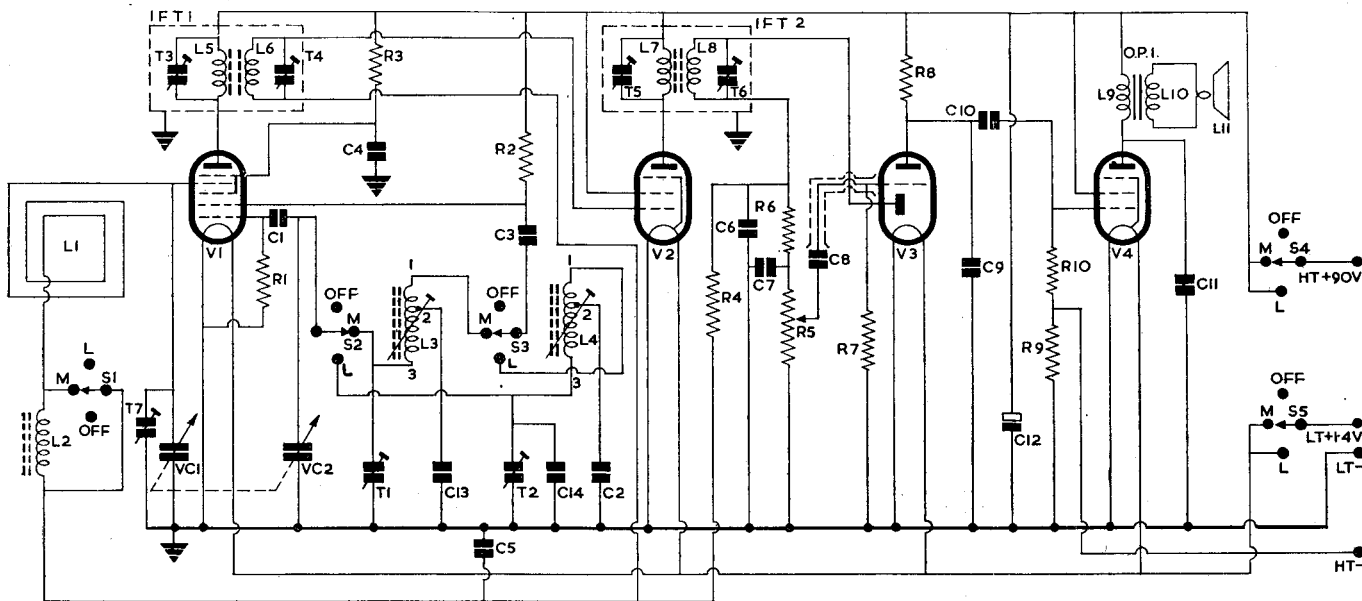 IFT1
IFT 2
T3
L5
L6
T4
R3
L7
L8
T5
T6
R8
O.P.1.
L9
L10
L11
C4
R2
C10
C1
V1
L1
R1
C3
V2
C6
R6
C7
C8
V3
C9
R10
V4
C11
OFF
M
S4
HT+90V
L
1
OFF
M
S2
L
2
L3
3
OFF
M
S3
L
1
2
L4
3
R4
R5
R7
R9
L
M
S1
OFF
T7
L2
VC1
VC2
T1
C13
T2
C14
C2
C12
OFF
M
S5
LT+1·4V
L
LT-
C5
HT-